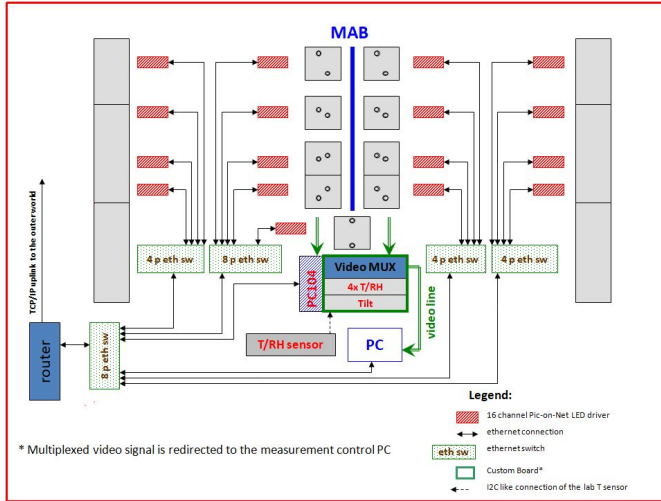 MAB
TCP/IP uplink to the outerworld
4 p eth sw
8 p eth sw
4 p eth sw
4 p eth sw
PC104
Video MUX
4x T/RH
Tilt
video line
router
8 p eth sw
T/RH sensor
PC
Legend:
16 channel Pic-on-Net LED driver
ethernet connection
eth sw
ethernet switch
Custom Board*
I2C like connection of the lab T sensor
* Multiplexed video signal is redirected to the measurement control PC